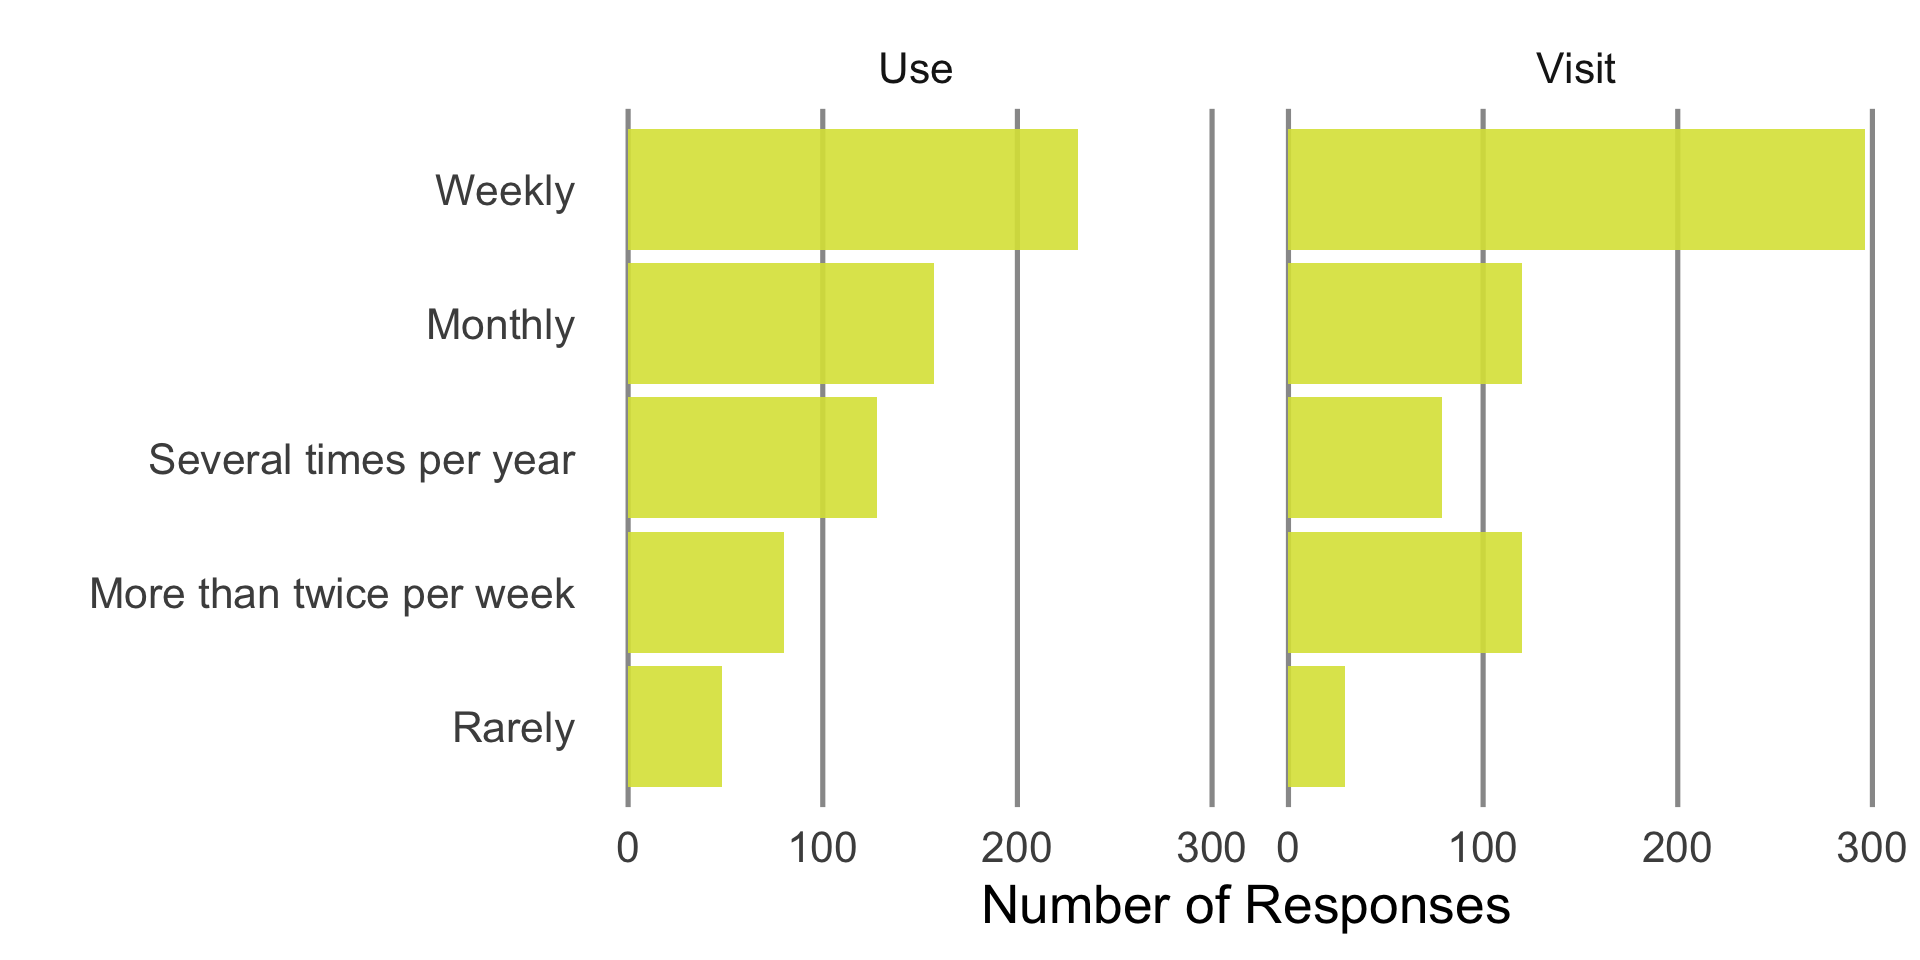 Use
Visit
Weekly
Monthly
Several times per year
More than twice per week
Rarely
0 100 200 300 0 100 200 300
Number of Responses